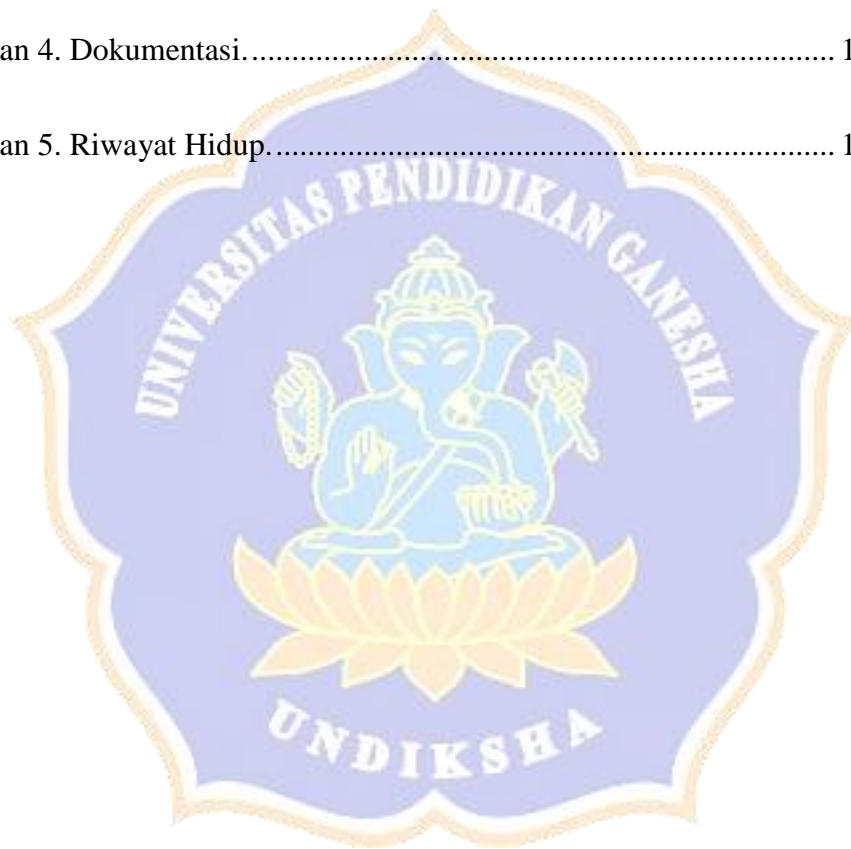 an 4. Dokumentasi........................................................................ 1
an 5. Riwayat Hidup..................................................................... 1
UNIVERSITAS PENDIDIKAN GANESHA
UNDIKSHA